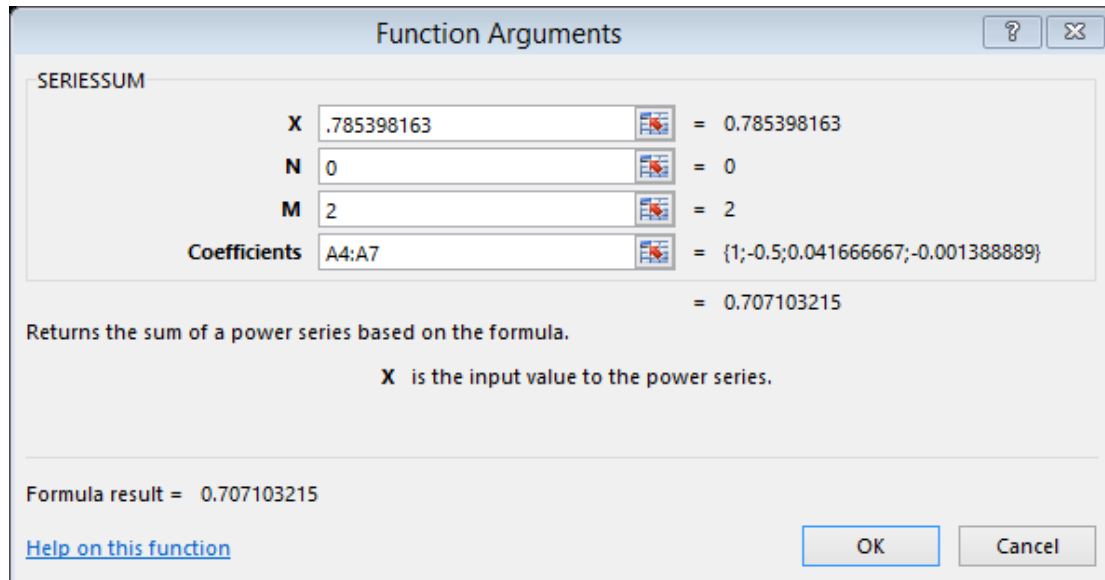 Function Arguments
SERIESSUM
X .785398163 = 0.785398163
N 0 = 0
M 2 = 2
Coefficients A4:A7 = {1;-0.5;0.041666667;-0.001388889}
= 0.707103215
Returns the sum of a power series based on the formula.
X is the input value to the power series.
Formula result = 0.707103215
Help on this function OK Cancel